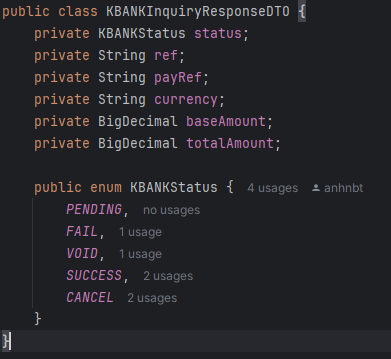 public class KBANKInquiryResponseDTO {
    private KBANKStatus status;
    private String ref;
    private String payRef;
    private String currency;
    private BigDecimal baseAmount;
    private BigDecimal totalAmount;
    public enum KBANKStatus { 4 usages anhnbt
        PENDING, no usages
        FAIL, 1 usage
        VOID, 1 usage
        SUCCESS, 2 usages
        CANCEL 2 usages
    }
}